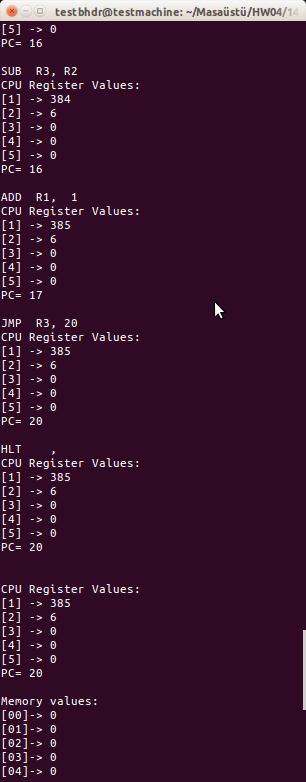 testbhdr@testmachine: ~/Masaüstü/HW04/14
[5] -> 0
PC= 16
SUB  R3, R2
CPU Register Values:
[1] -> 384
[2] -> 6
[3] -> 0
[4] -> 0
[5] -> 0
PC= 16
ADD  R1,  1
CPU Register Values:
[1] -> 385
[2] -> 6
[3] -> 0
[4] -> 0
[5] -> 0
PC= 17
JMP  R3, 20
CPU Register Values:
[1] -> 385
[2] -> 6
[3] -> 0
[4] -> 0
[5] -> 0
PC= 20
HLT    ,
CPU Register Values:
[1] -> 385
[2] -> 6
[3] -> 0
[4] -> 0
[5] -> 0
PC= 20
CPU Register Values:
[1] -> 385
[2] -> 6
[3] -> 0
[4] -> 0
[5] -> 0
PC= 20
Memory values:
[00]-> 0
[01]-> 0
[02]-> 0
[03]-> 0
[04]-> 0